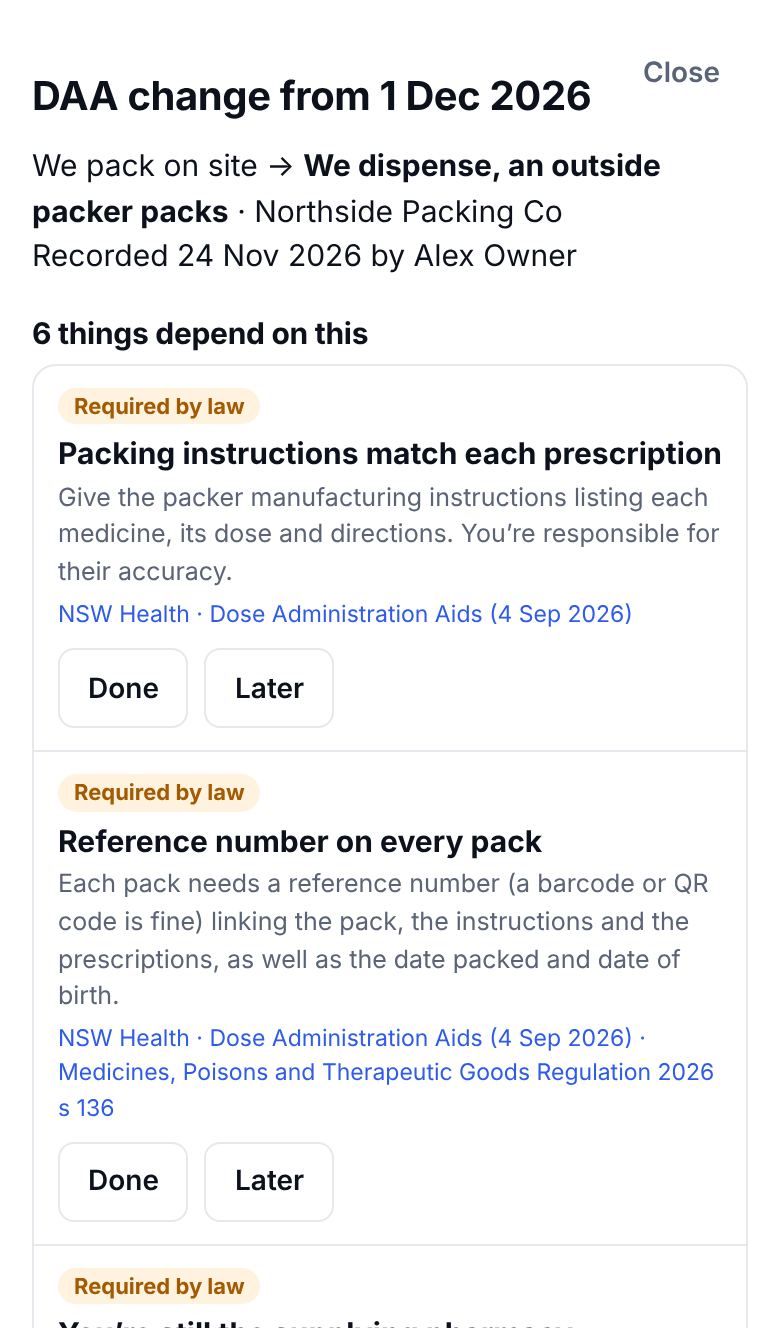 DAA change from 1 Dec 2026
Close
We pack on site → We dispense, an outside
packer packs · Northside Packing Co
Recorded 24 Nov 2026 by Alex Owner
6 things depend on this
Required by law
Packing instructions match each prescription
Give the packer manufacturing instructions listing each
medicine, its dose and directions. You’re responsible for
their accuracy.
NSW Health · Dose Administration Aids (4 Sep 2026)
Done
Later
Required by law
Reference number on every pack
Each pack needs a reference number (a barcode or QR
code is fine) linking the pack, the instructions and the
prescriptions, as well as the date packed and date of
birth.
NSW Health · Dose Administration Aids (4 Sep 2026) ·
Medicines, Poisons and Therapeutic Goods Regulation 2026
s 136
Done
Later
Required by law
You’re still the supplying pharmacy